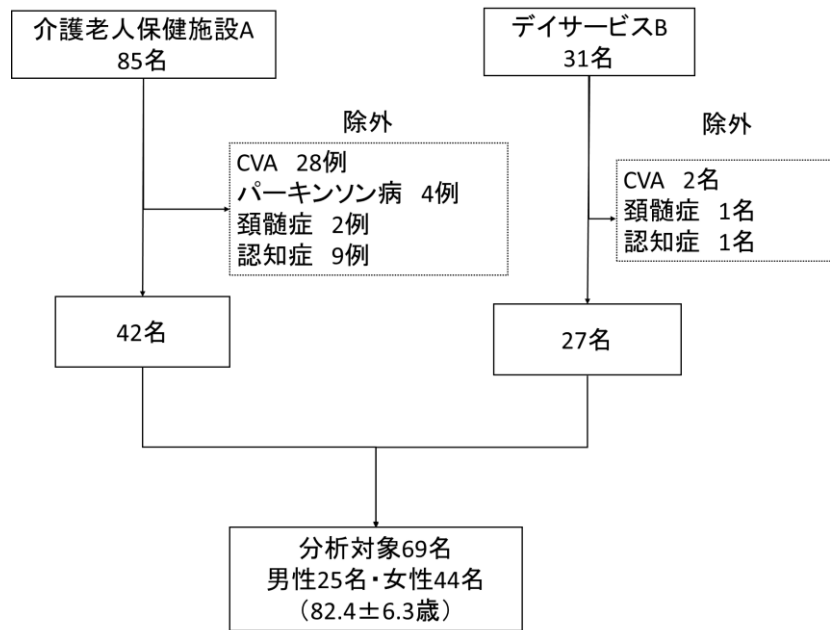 介護老人保健施設A
85名
デイサービスB
31名
除外
CVA 28例
パーキンソン病 4例
頚髄症 2例
認知症 9例
除外
CVA 2名
頚髄症 1名
認知症 1名
42名
27名
分析対象69名
男性25名・女性44名
（82.4±6.3歳）